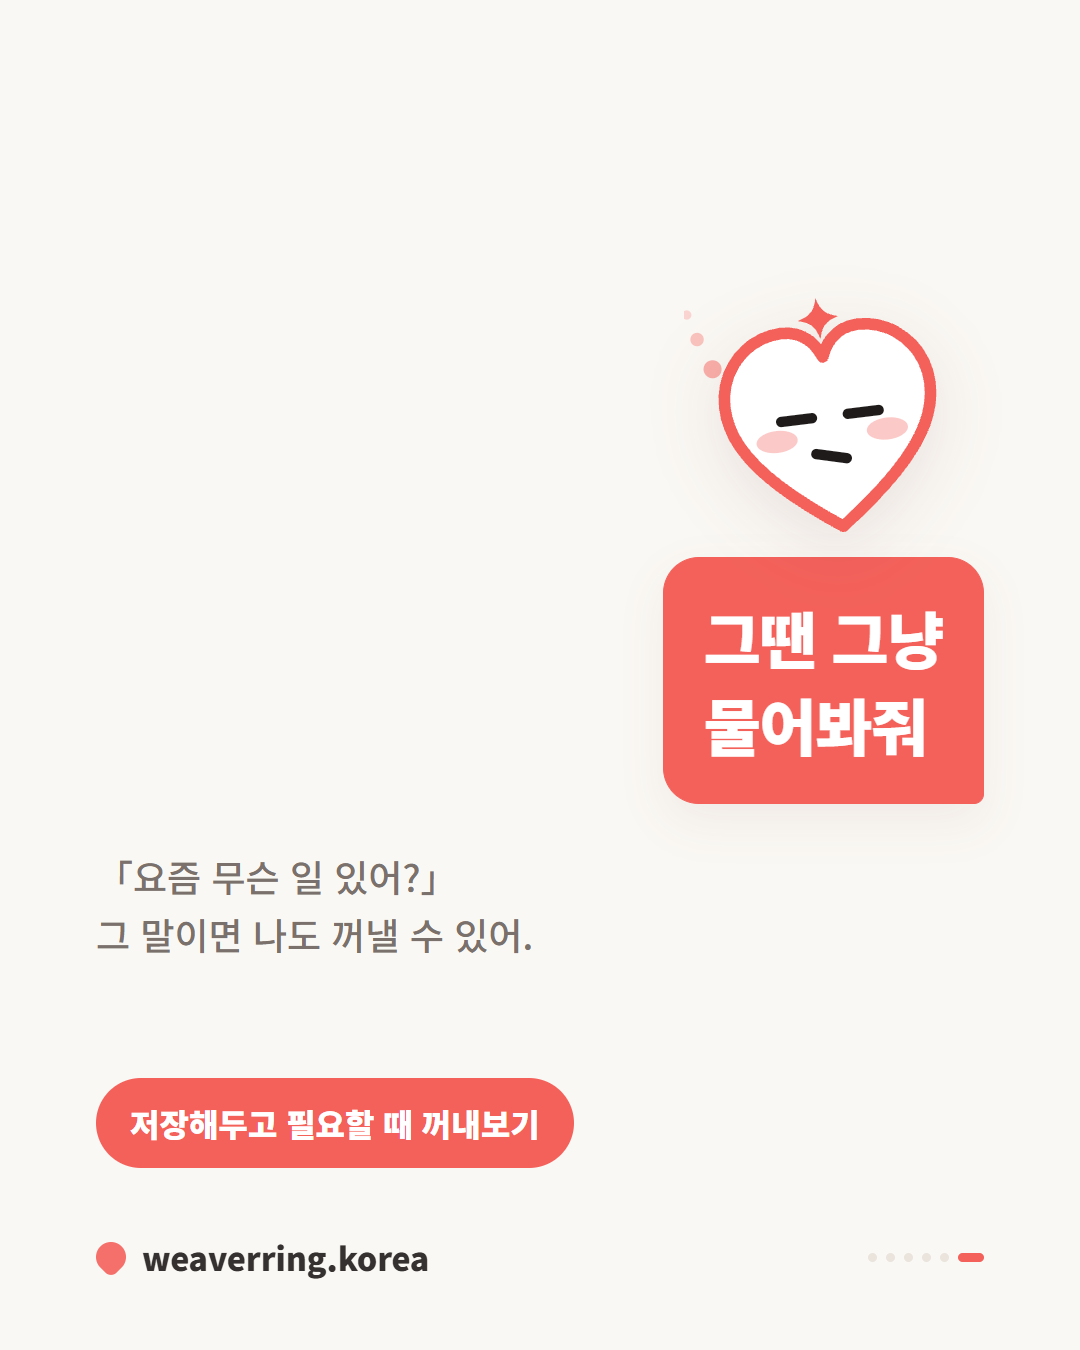 그땐 그냥
물어봐줘
「요즘 무슨 일 있어?」
그 말이면 나도 꺼낼 수 있어.
저장해두고 필요할 때 꺼내보기
weaverring.korea